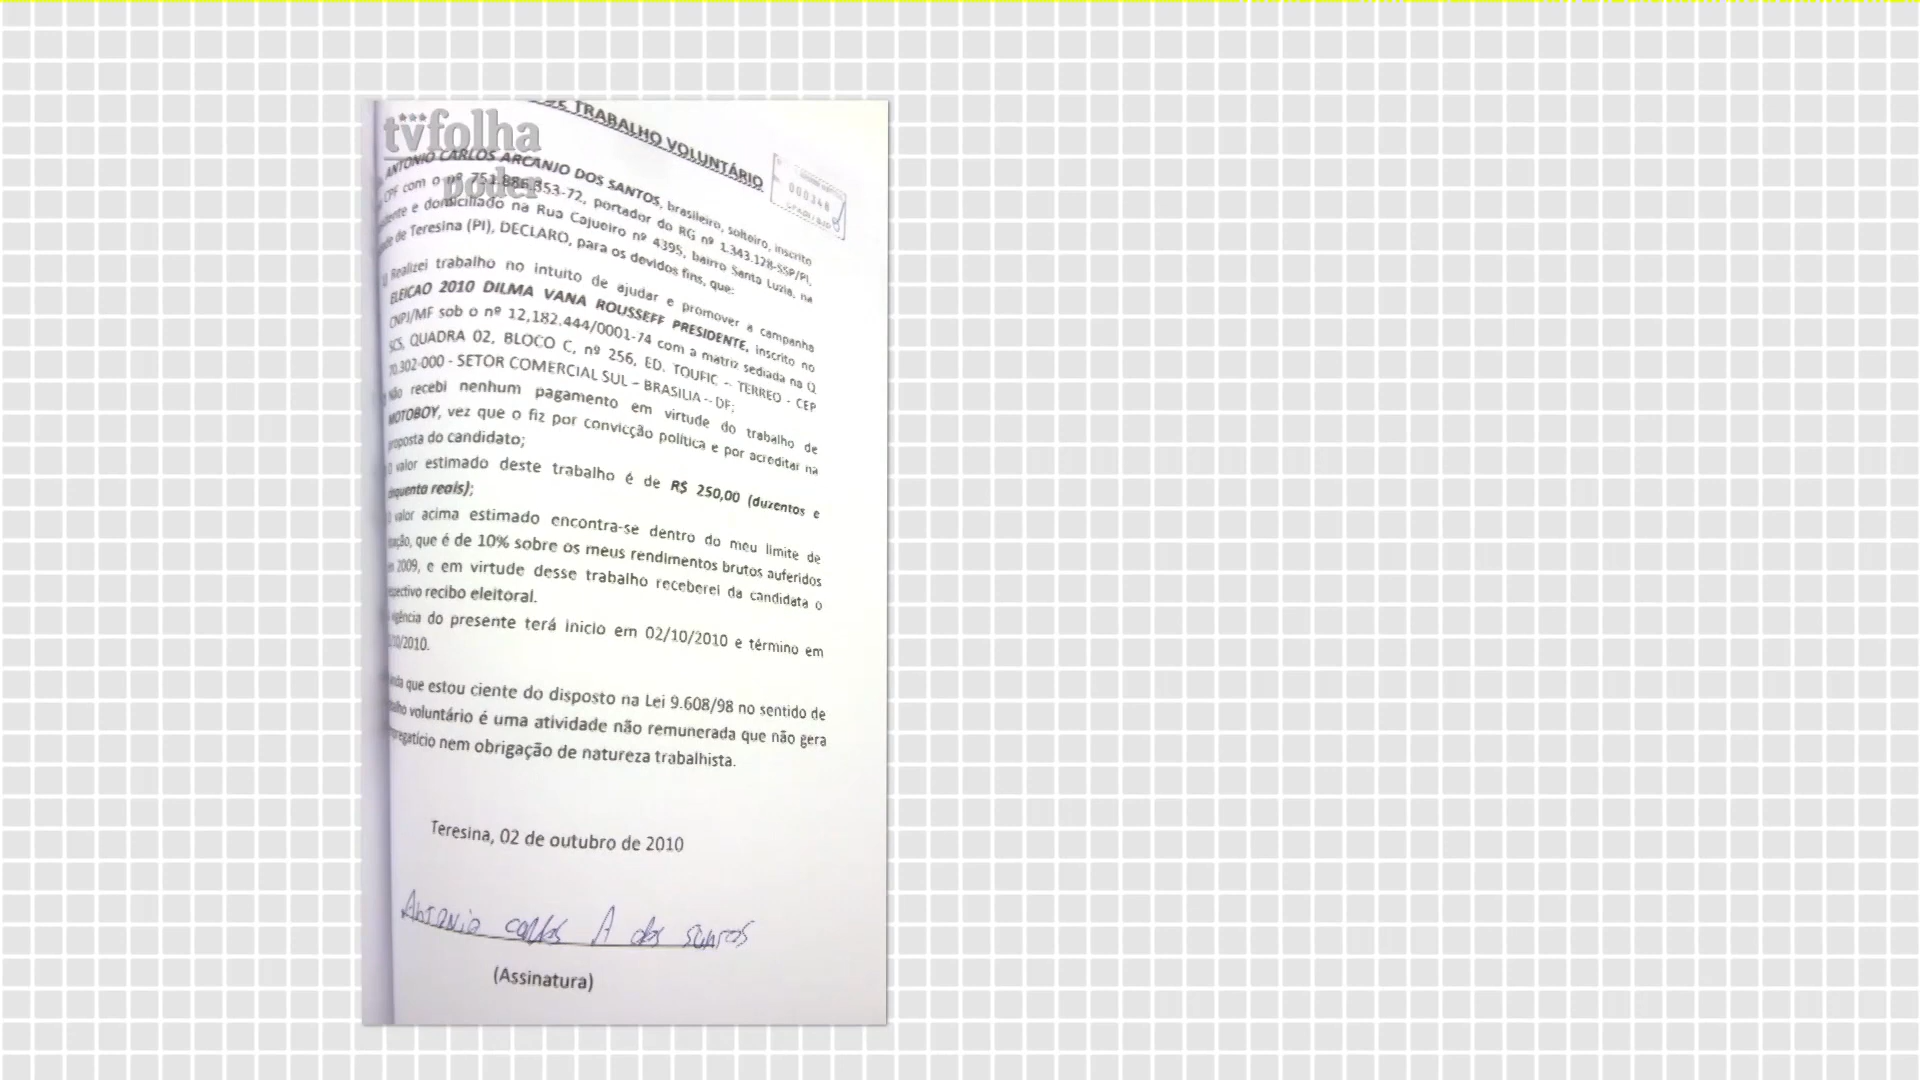 tvfolha
poder
TRABALHO VOLUNTÁRIO
000348
ANTONIO CARLOS ARCANJO DOS SANTOS, brasileiro, solteiro, inscrito
CPF com o nº 751.886.353-72, portador do RG nº 1.343.128-SSP/PI,
e domiciliado na Rua Cajueiro nº 4395, bairro Santa Luzia, na
de Teresina (PI), DECLARO, para os devidos fins, que:
Realizei trabalho no intuito de ajudar e promover a campanha
ELEICAO 2010 DILMA VANA ROUSSEFF PRESIDENTE, inscrito no
CNPJ/MF sob o nº 12,182.444/0001-74 com a matriz sediada na Q
SCS, QUADRA 02, BLOCO C, nº 256, ED. TOUFIC -- TERREO - CEP
70.302-000 - SETOR COMERCIAL SUL – BRASILIA -- DF;
Não recebi nenhum pagamento em virtude do trabalho de
MOTOBOY, vez que o fiz por convicção política e por acreditar na
proposta do candidato;
O valor estimado deste trabalho é de R$ 250,00 (duzentos e
reais);
valor acima estimado encontra-se dentro do meu limite de
que é de 10% sobre os meus rendimentos brutos auferidos
2009, e em virtude desse trabalho receberei da candidata o
recibo eleitoral.
do presente terá inicio em 02/10/2010 e término em
/2010.
que estou ciente do disposto na Lei 9.608/98 no sentido de
voluntário é uma atividade não remunerada que não gera
nem obrigação de natureza trabalhista.
Teresina, 02 de outubro de 2010
Antonio carlos A dos santos
(Assinatura)